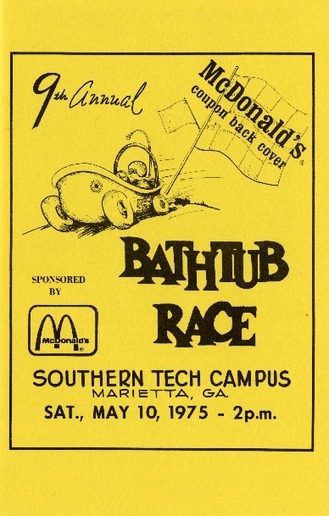 9th Annual
McDonald's
coupon back cover
BATHTUB
RACE
SPONSORED
BY
McDonald's
SOUTHERN TECH CAMPUS
MARIETTA, GA.
SAT., MAY 10, 1975 - 2p.m.